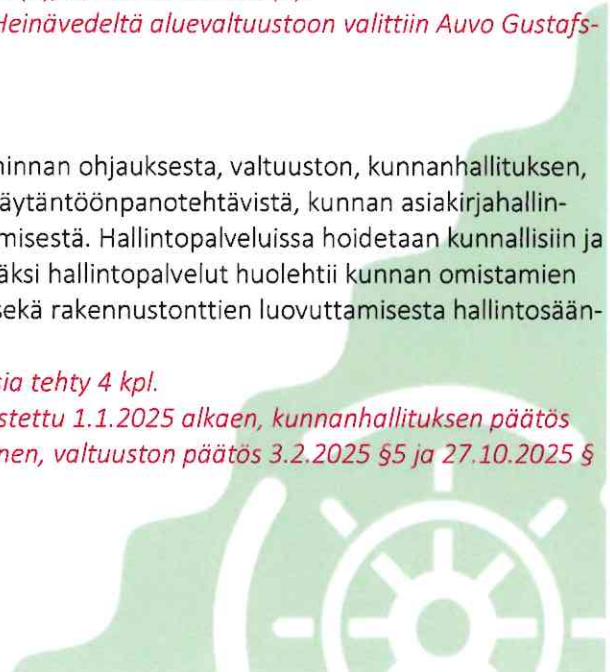 Heinävedeltä aluevaltuustoon valittiin Auvo Gustafs-
ninnan ohjauksesta, valtuuston, kunnanhallituksen,
äytäntöönpanotehtävistä, kunnan asiakirjahallin-
misestä. Hallintopalveluissa hoidetaan kunnallisiin ja
äksi hallintopalvelut huolehtii kunnan omistamien
sekä rakennustonttien luovuttamisesta hallintosään-
sia tehty 4 kpl.
stettu 1.1.2025 alkaen, kunnanhallituksen päätös
nen, valtuuston päätös 3.2.2025 §5 ja 27.10.2025 §